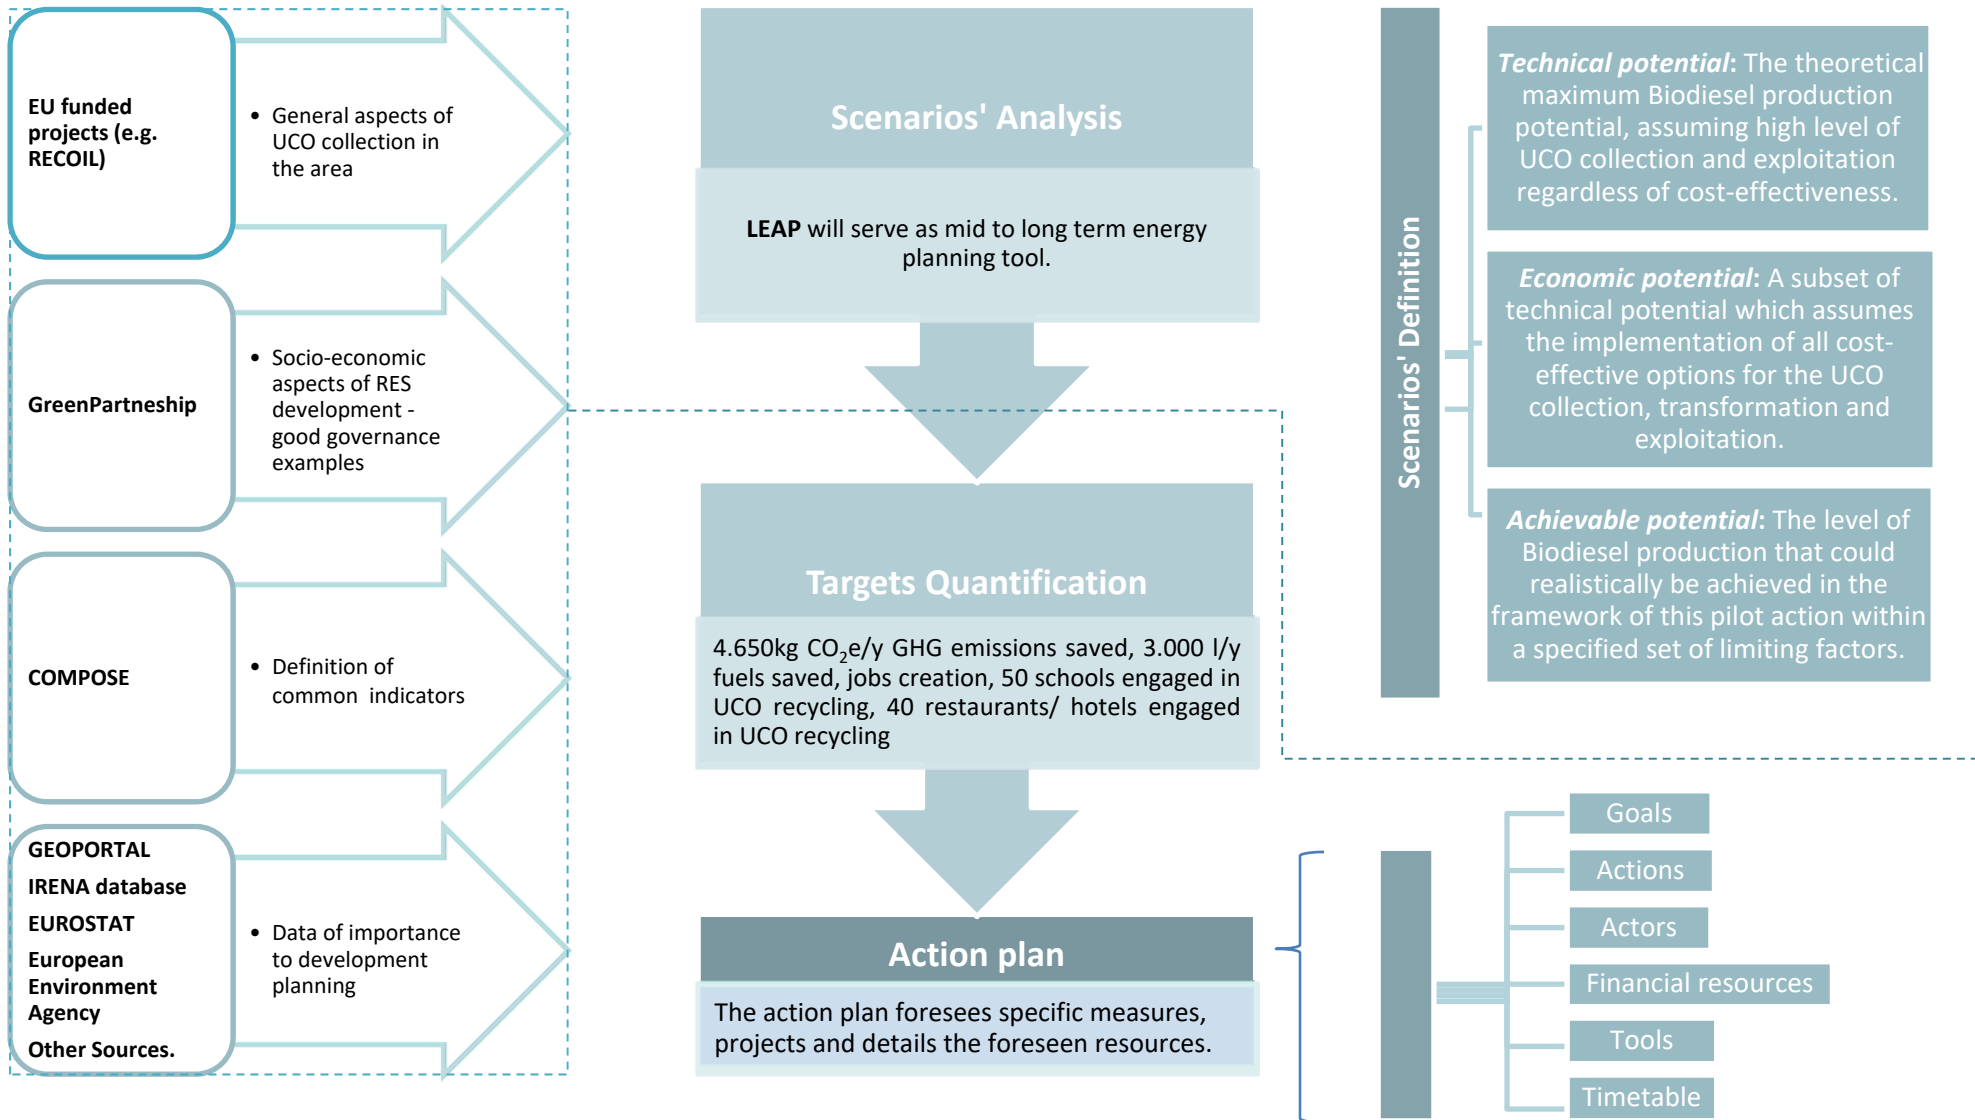 EU funded
projects (e.g.
RECOIL)
• General aspects of
UCO collection in
the area
GreenPartneship
• Socio-economic
aspects of RES
development -
good governance
examples
COMPOSE
• Definition of
common indicators
GEOPORTAL
IRENA database
EUROSTAT
European
Environment
Agency
Other Sources.
• Data of importance
to development
planning
Scenarios' Analysis
LEAP will serve as mid to long term energy
planning tool.
Targets Quantification
4.650kg CO₂e/y GHG emissions saved, 3.000 l/y
fuels saved, jobs creation, 50 schools engaged in
UCO recycling, 40 restaurants/ hotels engaged
in UCO recycling
Action plan
The action plan foresees specific measures,
projects and details the foreseen resources.
Scenarios' Definition
Technical potential: The theoretical
maximum Biodiesel production
potential, assuming high level of
UCO collection and exploitation
regardless of cost-effectiveness.
Economic potential: A subset of
technical potential which assumes
the implementation of all cost-
effective options for the UCO
collection, transformation and
exploitation.
Achievable potential: The level of
Biodiesel production that could
realistically be achieved in the
framework of this pilot action within
a specified set of limiting factors.
Goals
Actions
Actors
Financial resources
Tools
Timetable